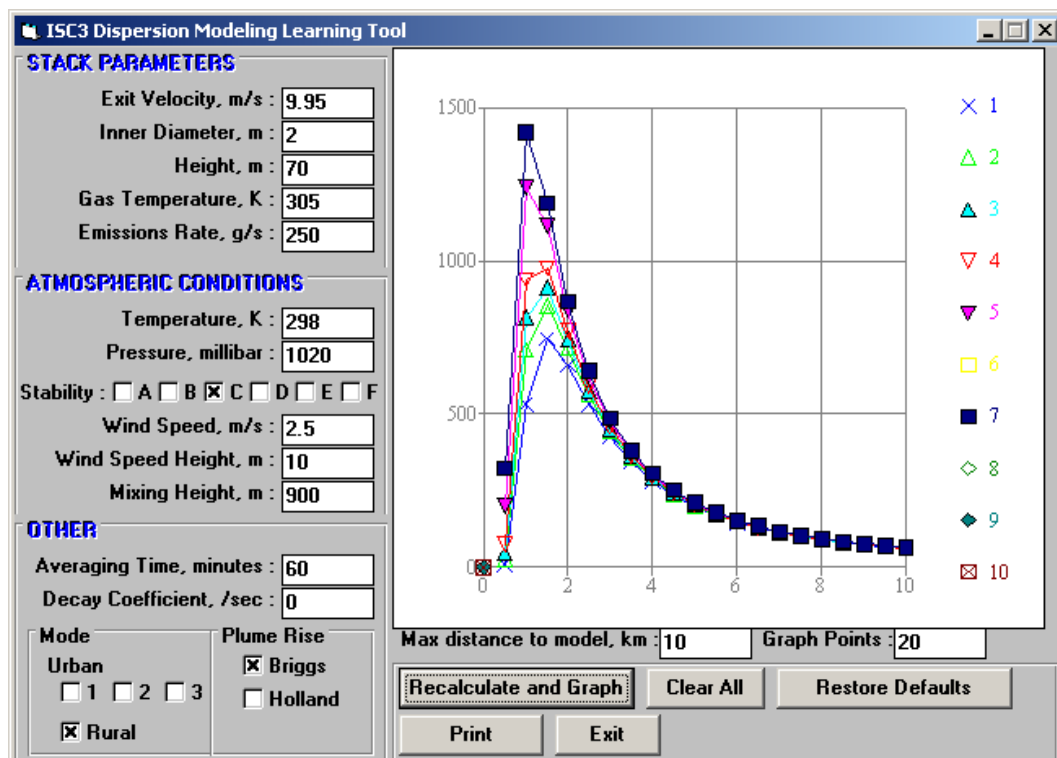 ISC3 Dispersion Modeling Learning Tool
STACK PARAMETERS
Exit Velocity, m/s : 9.95
Inner Diameter, m : 2
Height, m : 70
Gas Temperature, K : 305
Emissions Rate, g/s : 250
ATMOSPHERIC CONDITIONS
Temperature, K : 298
Pressure, millibar : 1020
Stability : A B C D E F
Wind Speed, m/s : 2.5
Wind Speed Height, m : 10
Mixing Height, m : 900
OTHER
Averaging Time, minutes : 60
Decay Coefficient, /sec : 0
Mode
Urban
1 2 3
Rural
Plume Rise
Briggs
Holland
1500
1000
500
0
0 2 4 6 8 10
1
2
3
4
5
6
7
8
9
10
Max distance to model, km : 10 Graph Points : 20
Recalculate and Graph Clear All Restore Defaults
Print Exit